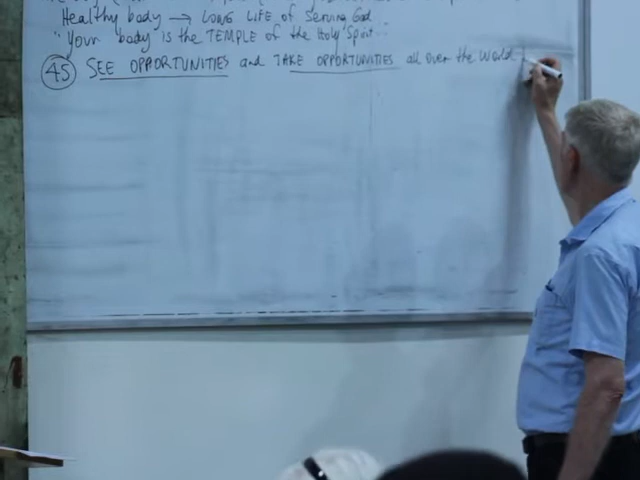 Healthy body → LONG LIFE of Serving God..
"Your body" is the TEMPLE of the Holy Spirit...
45 SEE OPPORTUNITIES and TAKE OPPORTUNITIES all over the World